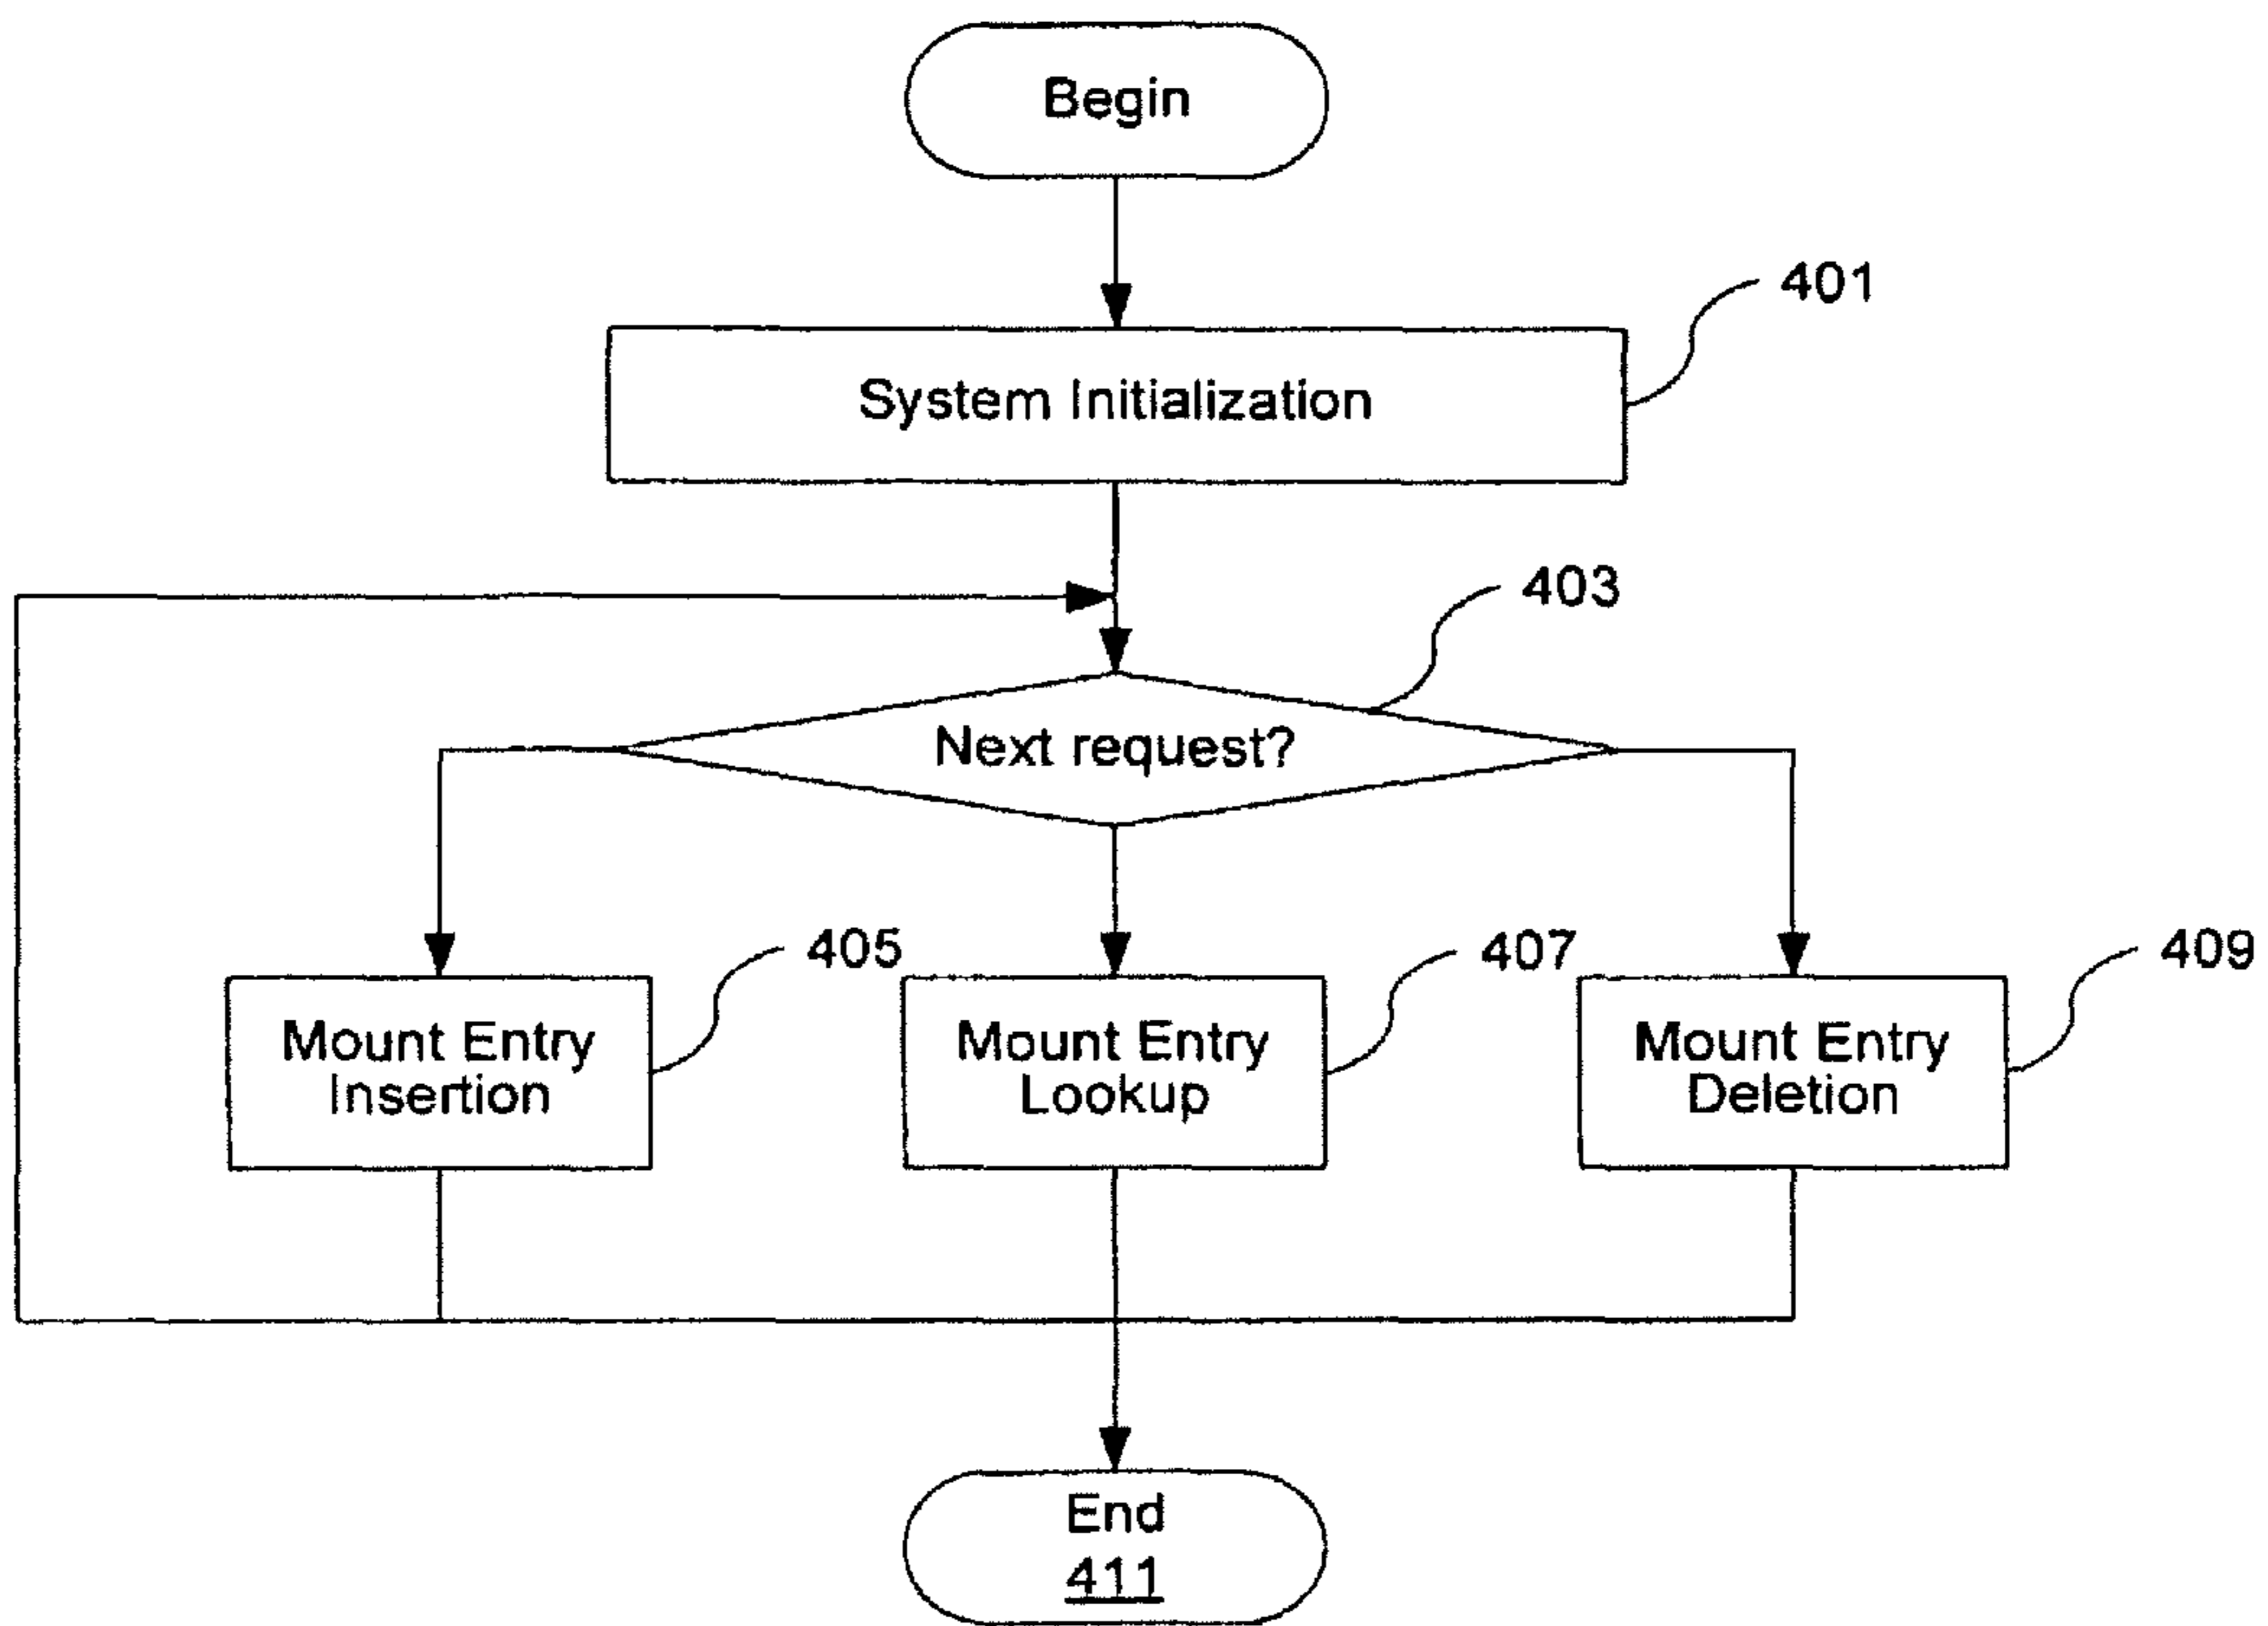 Begin
401
System Initialization
403
Next request?
405
407
409
Mount Entry
Insertion
Mount Entry
Lookup
Mount Entry
Deletion
End
411